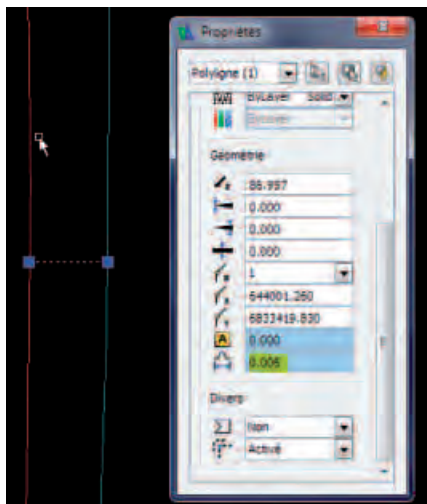 Propriétés
Polyligne (1)
ByLayer Solid
ByLayer
Géométrie
z 86.997
0.000
0.000
0.000
1
x 644001.260
Y 6833419.830
A 0.000
0.006
Divers
Non
Activé